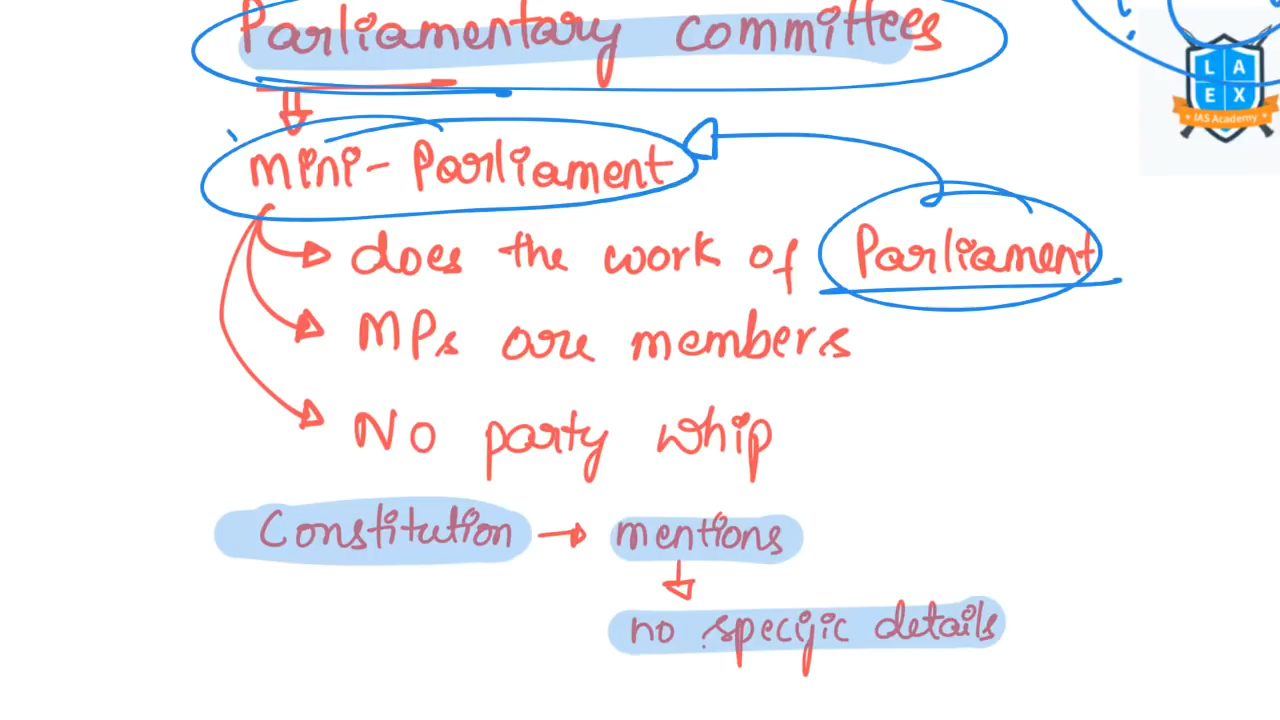 Parliamentary committees
L A
E X
IAS Academy
Mini-Parliament
does the work of Parliament
MPs are members
No party whip
Constitution → mentions
no specific details